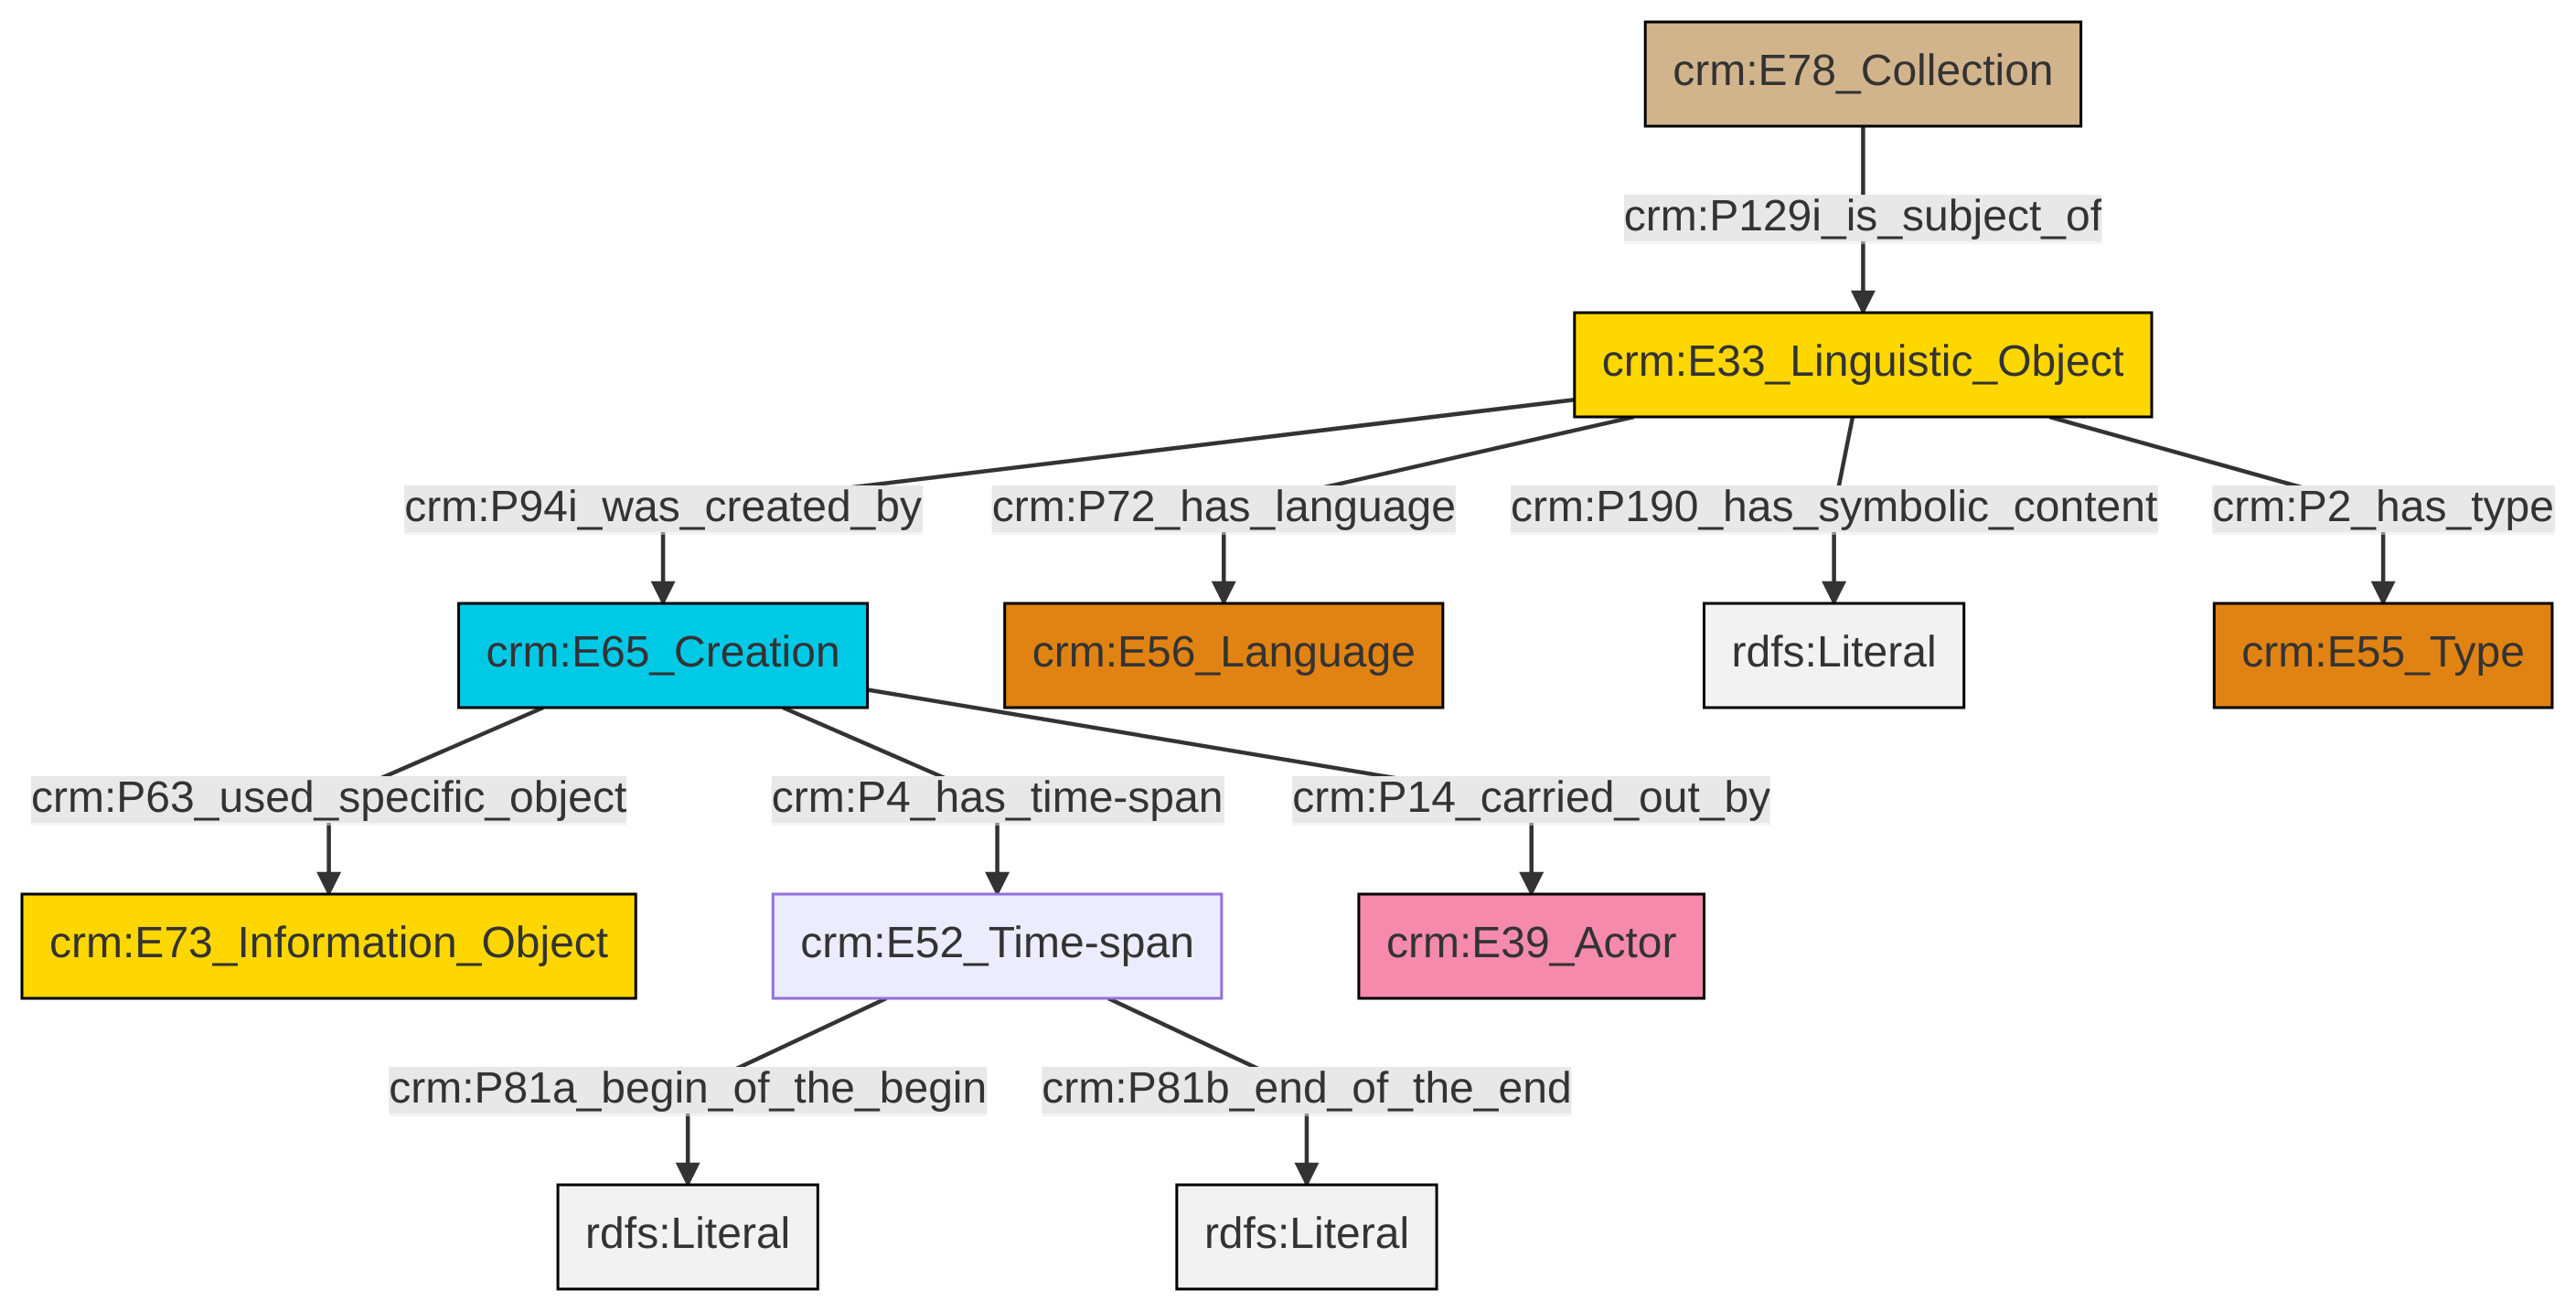 crm:E78_Collection
crm:P129i_is_subject_of
crm:E33_Linguistic_Object
crm:P94i_was_created_by
crm:P72_has_language
crm:P190_has_symbolic_content
crm:P2_has_type
crm:E65_Creation
crm:E56_Language
rdfs:Literal
crm:E55_Type
crm:P63_used_specific_object
crm:P4_has_time-span
crm:P14_carried_out_by
crm:E73_Information_Object
crm:E52_Time-span
crm:E39_Actor
crm:P81a_begin_of_the_begin
crm:P81b_end_of_the_end
rdfs:Literal
rdfs:Literal